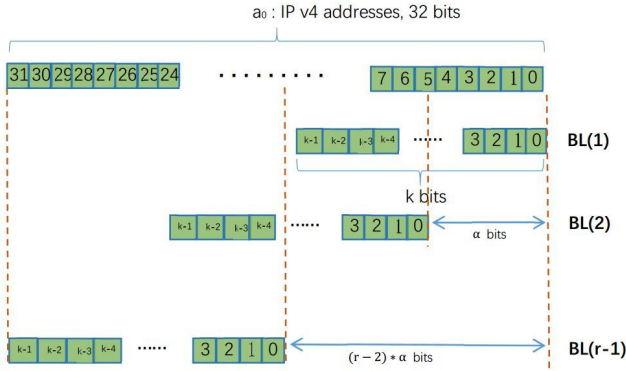 a₀ : IP v4 addresses, 32 bits
31 30 29 28 27 26 25 24 ......... 7 6 5 4 3 2 1 0
k-1 k-2 k-3 k-4 ...... 3 2 1 0 BL(1)
k bits
k-1 k-2 k-3 k-4 ...... 3 2 1 0 α bits BL(2)
k-1 k-2 k-3 k-4 ...... 3 2 1 0 (r−2)*α bits BL(r-1)